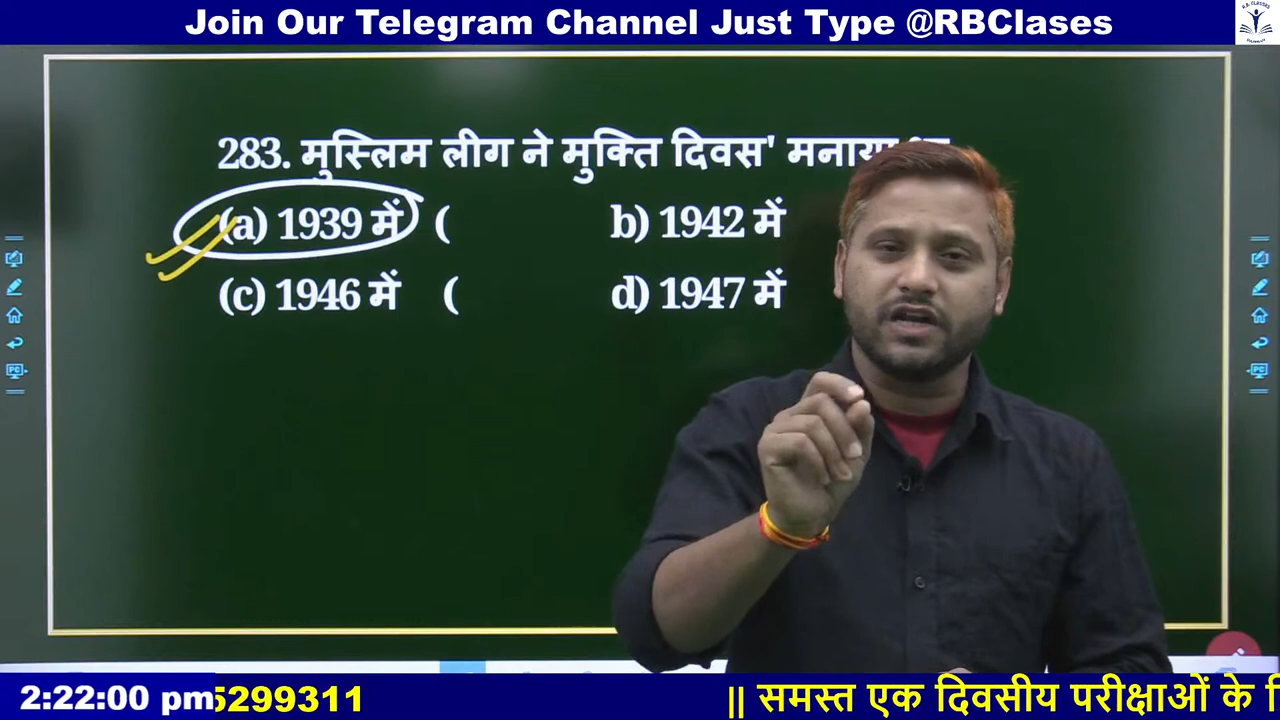 Join Our Telegram Channel Just Type @RBClases
283. मुस्लिम लीग ने मुक्ति दिवस' मनाया
(a) 1939 में ( b) 1942 में
(c) 1946 में ( d) 1947 में
2:22:00 pm 5299311 || समस्त एक दिवसीय परीक्षाओं के